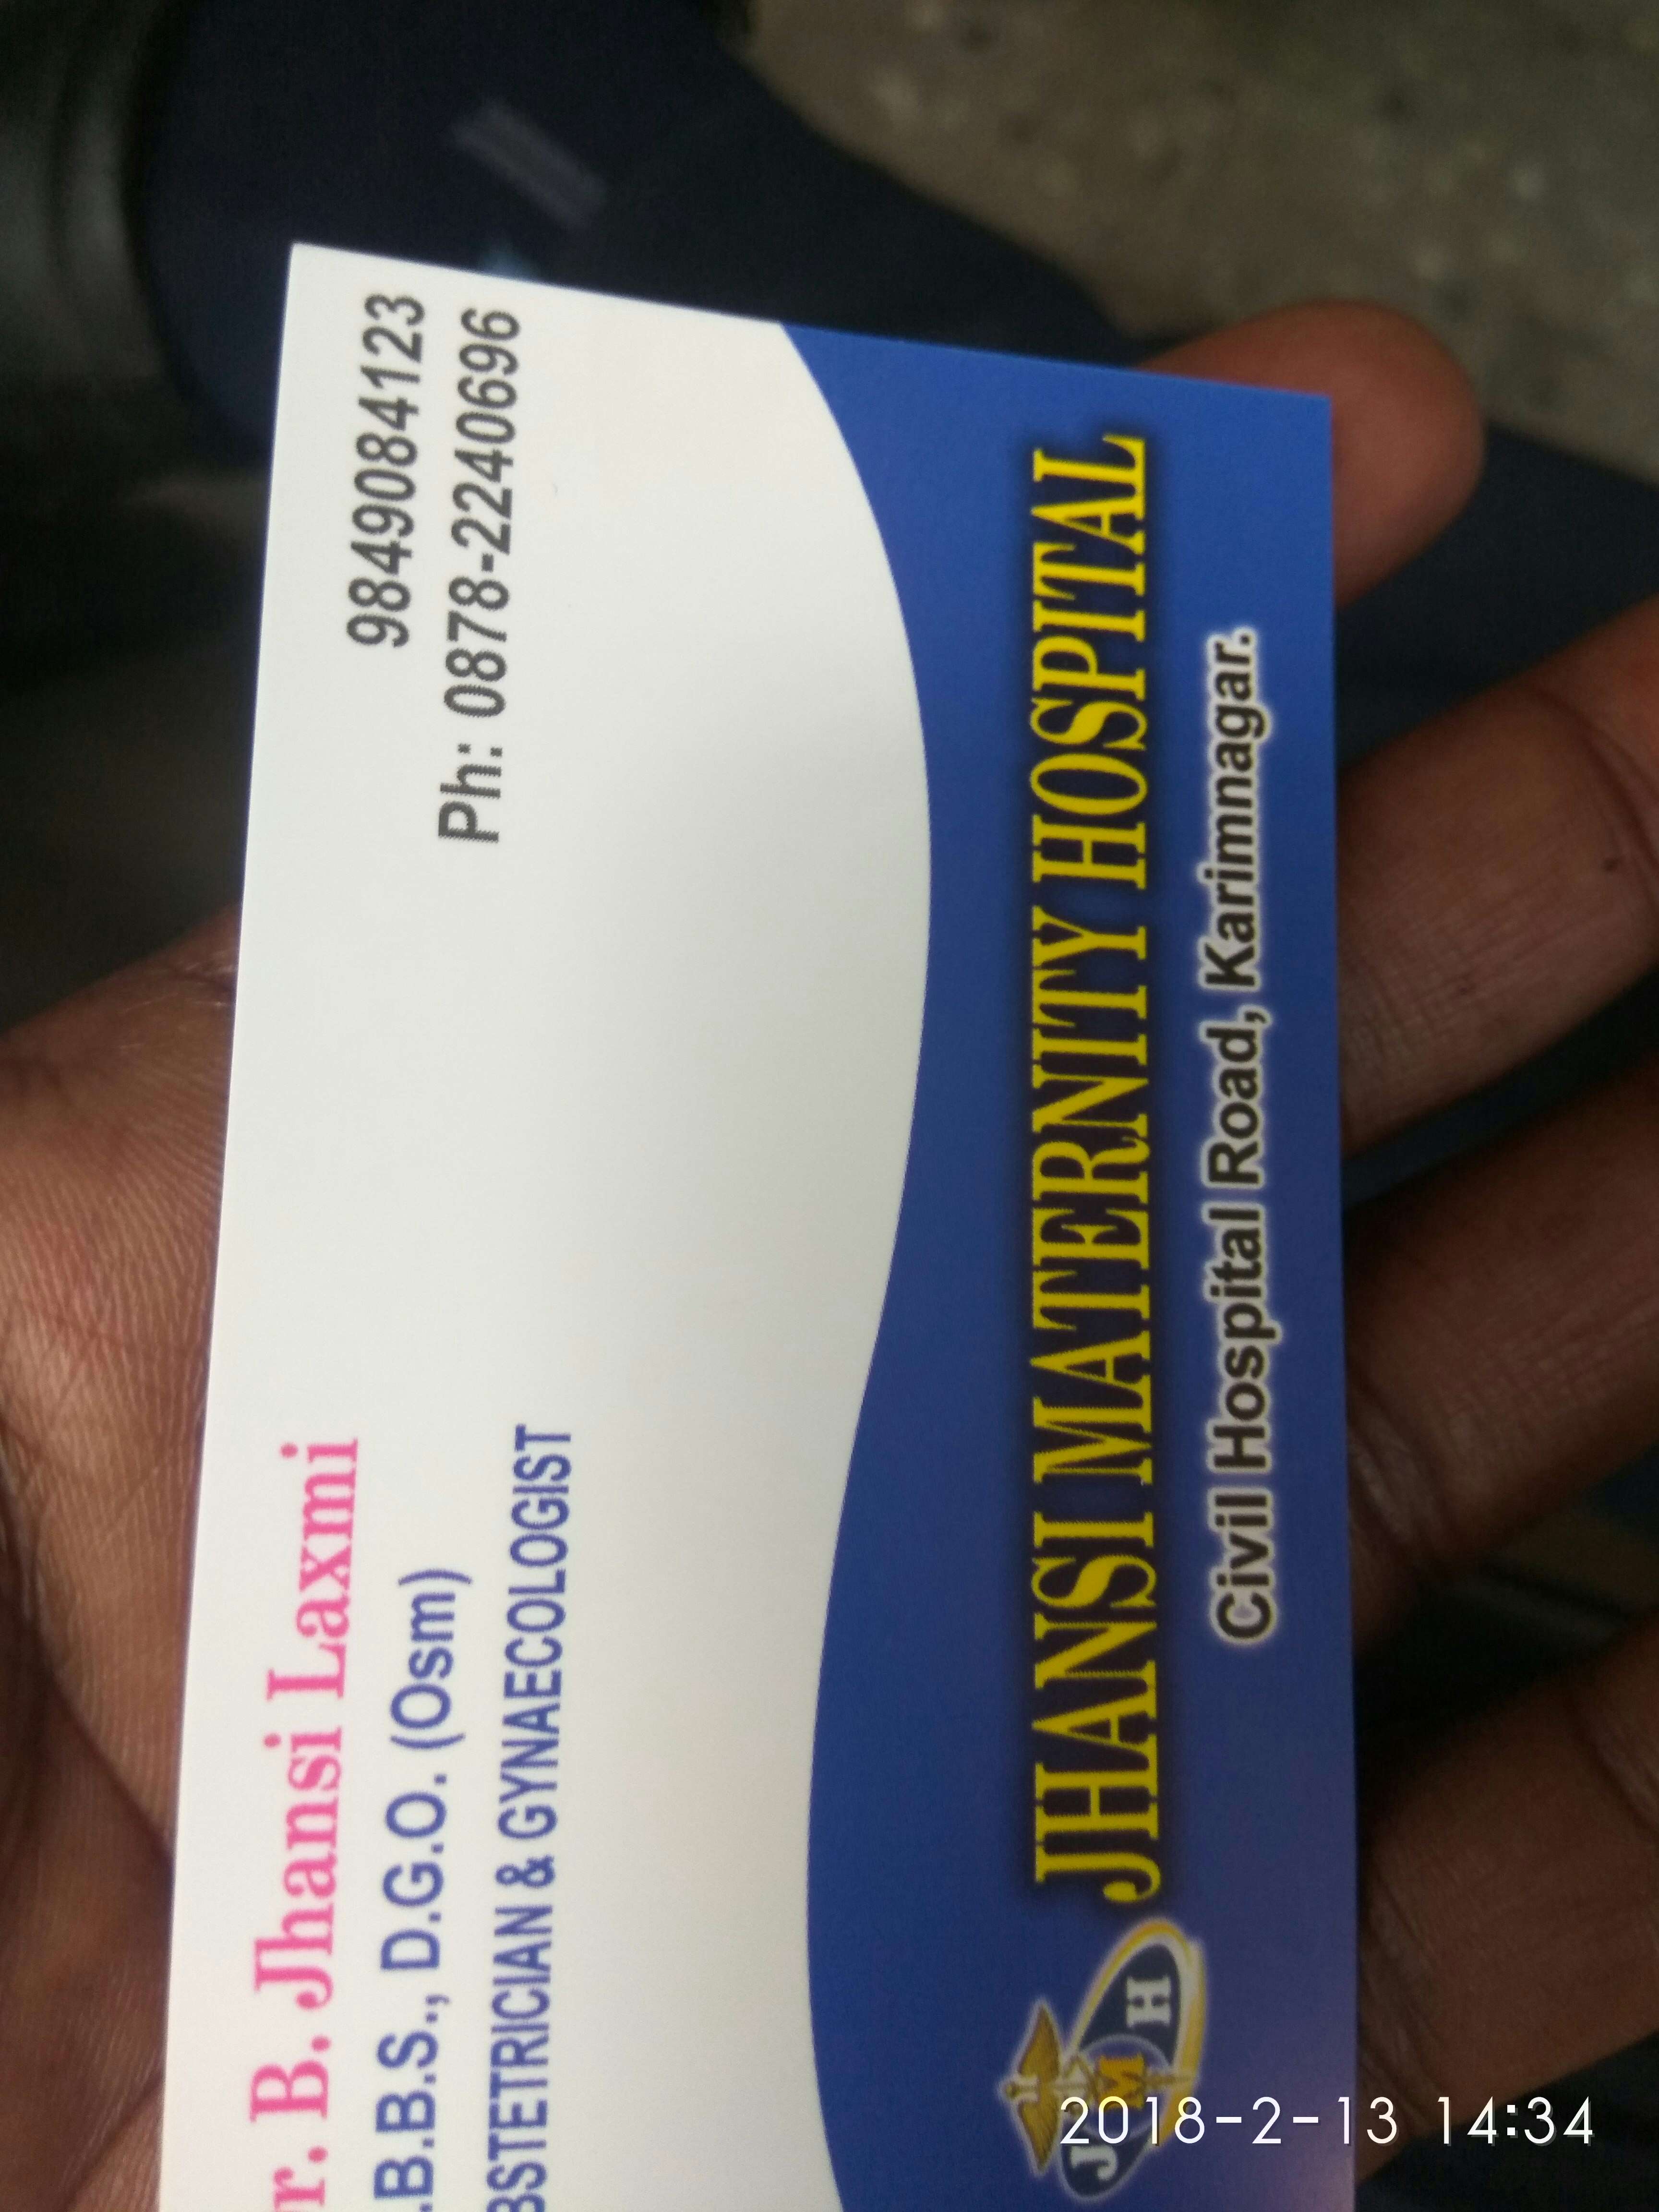 r. B. Jhansi Laxmi
.B.B.S., D.G.O. (Osm)
BSTETRICIAN & GYNAECOLOGIST
9849084123
Ph: 0878-2240696
JMH
JHANSI MATERNITY HOSPITAL
Civil Hospital Road, Karimnagar.
2018-2-13 14:34